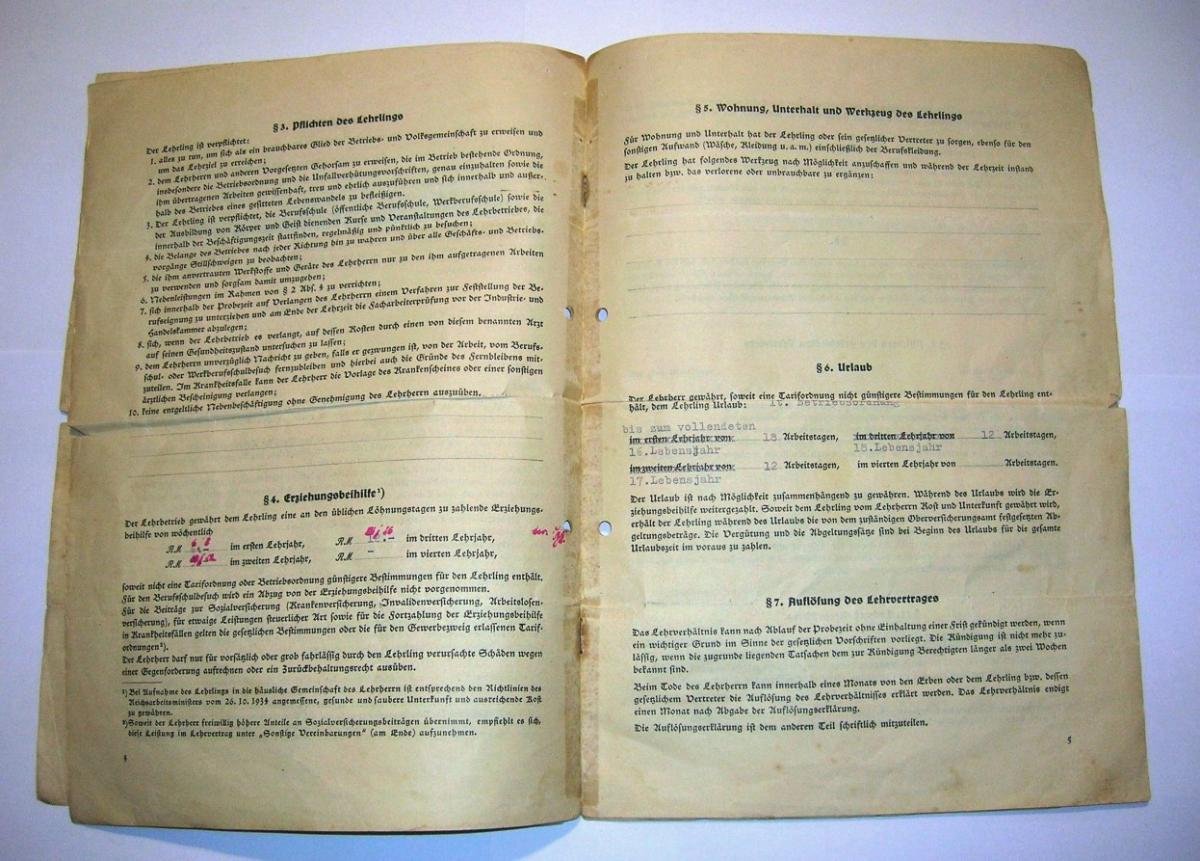 § 3. Pflichten des Lehrlings
Der Lehrling ist verpflichtet:
1. alles zu tun, um sich als ein brauchbares Glied der Betriebs- und Volksgemeinschaft zu erweisen und
um das Lehrziel zu erreichen;
2. dem Lehrherrn und anderen Vorgesetzten Gehorsam zu erweisen, die im Betrieb bestehende Ordnung,
insbesondere die Betriebsordnung und die Unfallverhütungsvorschriften, genau einzuhalten sowie die
ihm übertragenen Arbeiten gewissenhaft, treu und ehrlich auszuführen und sich innerhalb und außer-
halb des Betriebes eines gesitteten Lebenswandels zu befleißigen.
3. Der Lehrling ist verpflichtet, die Berufsschule (öffentliche Berufsschule, Werkberufsschule) sowie die
der Ausbildung von Körper und Geist dienenden Kurse und Veranstaltungen des Lehrbetriebes, die
innerhalb der Beschäftigungszeit stattfinden, regelmäßig und pünktlich zu besuchen;
4. die Belange des Betriebes nach jeder Richtung hin zu wahren und über alle Geschäfts- und Betriebs-
vorgänge Stillschweigen zu beobachten;
5. die ihm anvertrauten Werkstoffe und Geräte des Lehrherrn nur zu den ihm aufgetragenen Arbeiten
zu verwenden und sorgsam damit umzugehen;
6. Nebenleistungen im Rahmen von § 2 Abs. 4 zu verrichten;
7. sich innerhalb der Probezeit auf Verlangen des Lehrherrn einem Verfahren zur Feststellung der Be-
rufseignung zu unterziehen und am Ende der Lehrzeit die Facharbeiterprüfung vor der Industrie- und
Handelskammer abzulegen;
8. sich, wenn der Lehrbetrieb es verlangt, auf dessen Kosten durch einen von diesem benannten Arzt
auf seinen Gesundheitszustand untersuchen zu lassen;
9. dem Lehrherrn unverzüglich Nachricht zu geben, falls er gezwungen ist, von der Arbeit, vom Berufs-
schul- oder Werkberufsschulbesuch fernzubleiben und hierbei auch die Gründe des Fernbleibens mit-
zuteilen. Im Krankheitsfalle kann der Lehrherr die Vorlage des Krankenscheines oder einer sonstigen
ärztlichen Bescheinigung verlangen;
10. keine entgeltliche Nebenbeschäftigung ohne Genehmigung des Lehrherrn auszuüben.
§ 4. Erziehungsbeihilfe¹)
Der Lehrbetrieb gewährt dem Lehrling eine an den üblichen Löhnungstagen zu zahlende Erziehungs-
beihilfe von wöchentlich
RM im ersten Lehrjahr, RM im dritten Lehrjahr,
RM im zweiten Lehrjahr, RM – im vierten Lehrjahr,
soweit nicht eine Tarifordnung oder Betriebsordnung günstigere Bestimmungen für den Lehrling enthält.
Für den Berufsschulbesuch wird ein Abzug von der Erziehungsbeihilfe nicht vorgenommen.
Für die Beiträge zur Sozialversicherung (Krankenversicherung, Invalidenversicherung, Arbeitslosen-
versicherung), für etwaige Leistungen steuerlicher Art sowie für die Fortzahlung der Erziehungsbeihilfe
in Krankheitsfällen gelten die gesetzlichen Bestimmungen oder die für den Gewerbezweig erlassenen Tarif-
ordnungen²).
Der Lehrherr darf nur für vorsätzlich oder grob fahrlässig durch den Lehrling verursachte Schäden wegen
einer Gegenforderung aufrechnen oder ein Zurückbehaltungsrecht ausüben.
¹) Bei Aufnahme des Lehrlings in die häusliche Gemeinschaft des Lehrherrn ist entsprechend den Richtlinien des
Reichsarbeitsministers vom 26. 10. 1934 angemessene, gesunde und saubere Unterkunft und ausreichende Kost
zu gewähren.
²) Soweit der Lehrherr freiwillig höhere Anteile an Sozialversicherungsbeiträgen übernimmt, empfiehlt es sich,
diese Leistung im Lehrvertrag unter „Sonstige Vereinbarungen“ (am Ende) aufzunehmen.
4
§ 5. Wohnung, Unterhalt und Werkzeug des Lehrlings
Für Wohnung und Unterhalt hat der Lehrling oder sein gesetzlicher Vertreter zu sorgen, ebenso für den
sonstigen Aufwand (Wäsche, Kleidung u. a. m.) einschließlich der Berufskleidung.
Der Lehrling hat folgendes Werkzeug nach Möglichkeit anzuschaffen und während der Lehrzeit instand
zu halten bzw. das verlorene oder unbrauchbare zu ergänzen:
§ 6. Urlaub
Der Lehrherr gewährt, soweit eine Tarifordnung nicht günstigere Bestimmungen für den Lehrling ent-
hält, dem Lehrling Urlaub: lt. Betriebsordnung
bis zum vollendeten
im ersten Lehrjahr von 18 Arbeitstagen, im dritten Lehrjahr von 12 Arbeitstagen,
16.Lebensjahr 18.Lebensjahr
im zweiten Lehrjahr von 12 Arbeitstagen, im vierten Lehrjahr von Arbeitstagen.
17.Lebensjahr
Der Urlaub ist nach Möglichkeit zusammenhängend zu gewähren. Während des Urlaubs wird die Er-
ziehungsbeihilfe weitergezahlt. Soweit dem Lehrling vom Lehrherrn Kost und Unterkunft gewährt wird,
erhält der Lehrling während des Urlaubs die von dem zuständigen Oberversicherungsamt festgesetzten Ab-
geltungsbeträge. Die Vergütung und die Abgeltungssätze sind bei Beginn des Urlaubs für die gesamte
Urlaubszeit im voraus zu zahlen.
§ 7. Auflösung des Lehrvertrages
Das Lehrverhältnis kann nach Ablauf der Probezeit ohne Einhaltung einer Frist gekündigt werden, wenn
ein wichtiger Grund im Sinne der gesetzlichen Vorschriften vorliegt. Die Kündigung ist nicht mehr zu-
lässig, wenn die zugrunde liegenden Tatsachen dem zur Kündigung Berechtigten länger als zwei Wochen
bekannt sind.
Beim Tode des Lehrherrn kann innerhalb eines Monats von den Erben oder dem Lehrling bzw. dessen
gesetzlichem Vertreter die Auflösung des Lehrverhältnisses erklärt werden. Das Lehrverhältnis endigt
einen Monat nach Abgabe der Auflösungserklärung.
Die Auflösungserklärung ist dem anderen Teil schriftlich mitzuteilen.
5